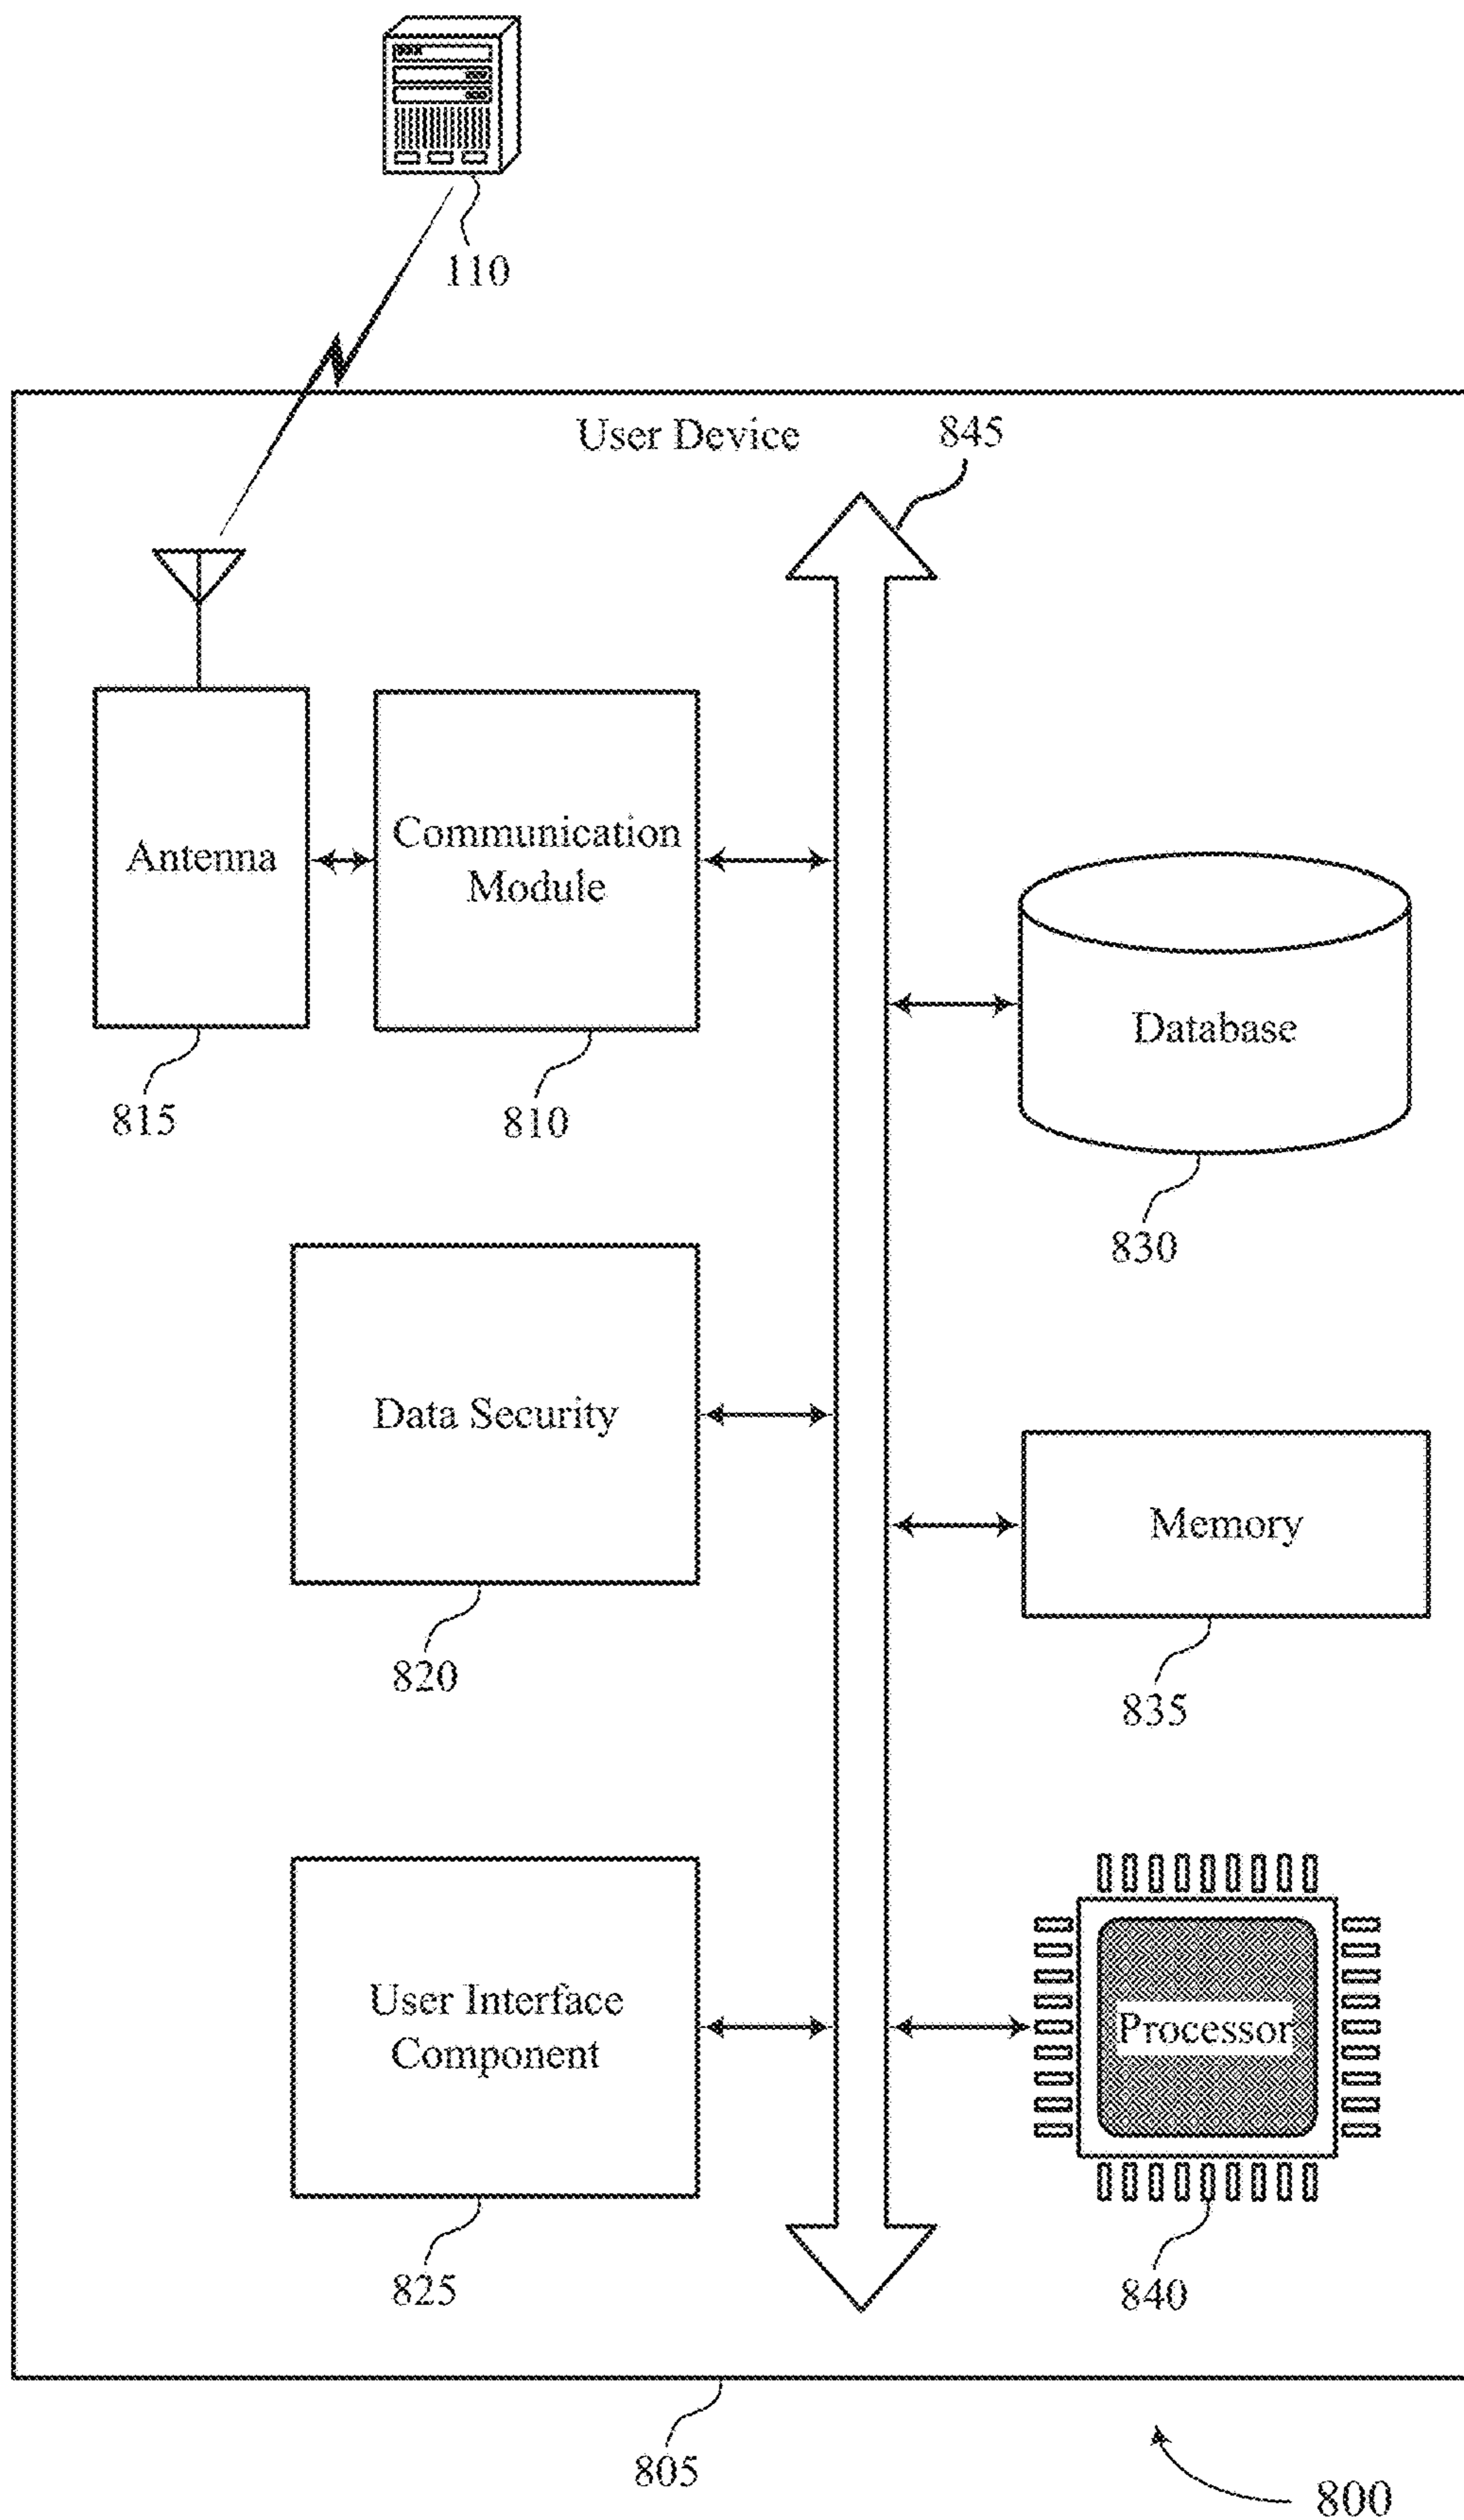 110
User Device
845
Antenna
Communication
Module
815
810
Database
830
Data Security
820
Memory
835
User Interface
Component
825
Processor
840
805
800